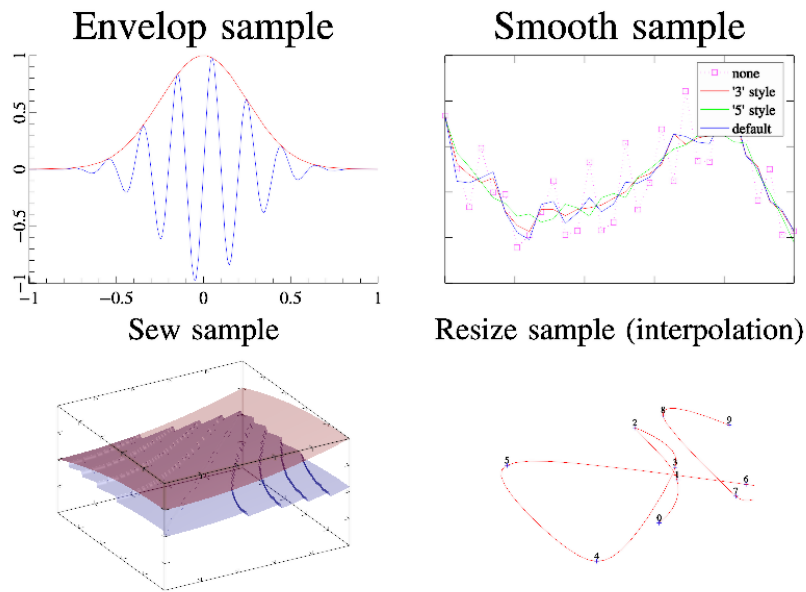 Envelop sample
Smooth sample
none
'3' style
'5' style
default
1
0.5
0
−0.5
−1
−1
−0.5
0
0.5
1
Sew sample
Resize sample (interpolation)
8
2
9
3
5
1
6
7
0
4